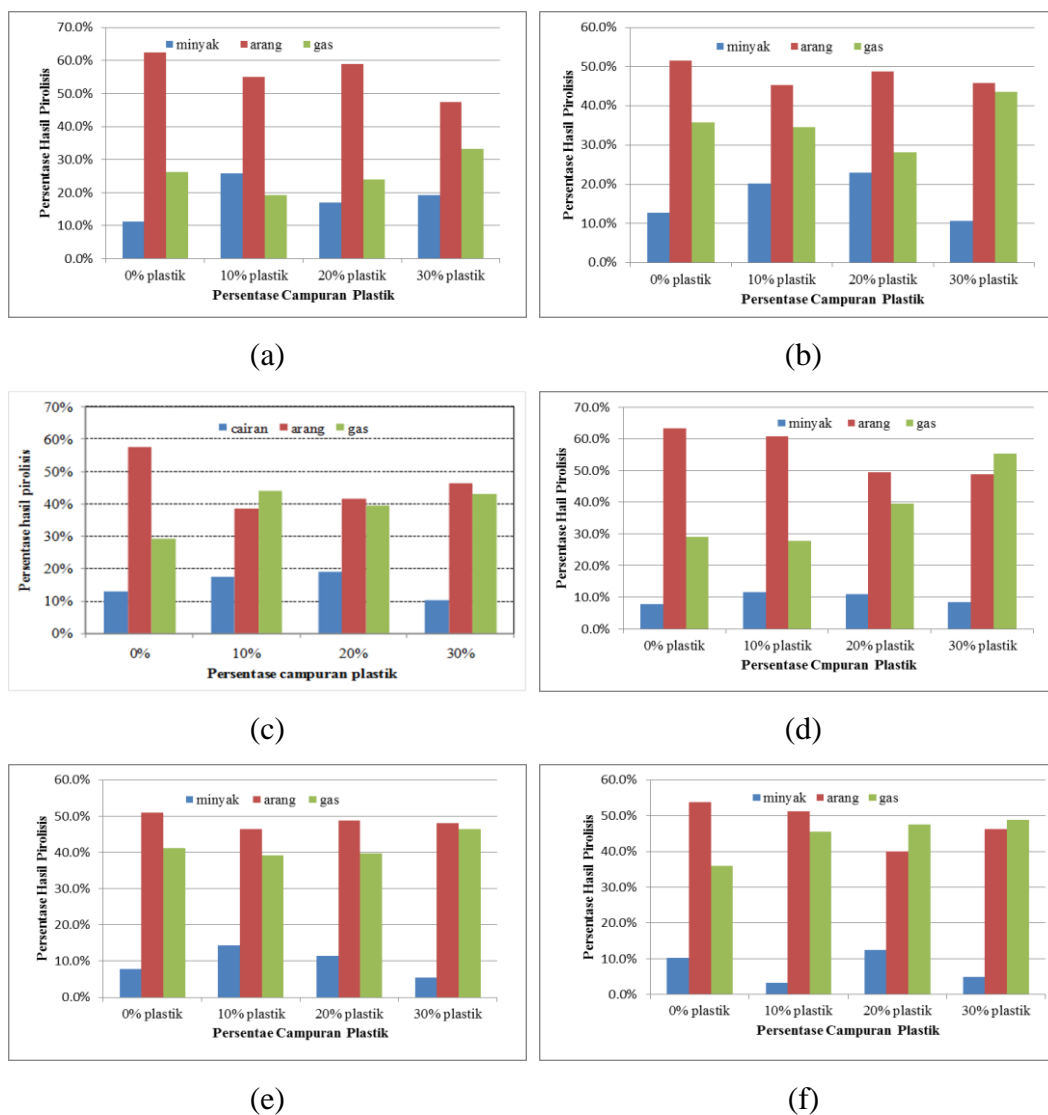 70.0%
60.0%
50.0%
40.0%
30.0%
20.0%
10.0%
0.0%
minyak arang gas
Persentase Hasil Pirolisis
0% plastik 10% plastik 20% plastik 30% plastik
Persentase Campuran Plastik
(a)
60.0%
50.0%
40.0%
30.0%
20.0%
10.0%
0.0%
minyak arang gas
Persentase Hasil Pirolisis
0% plastik 10% plastik 20% plastik 30% plastik
Persentase Campuran Plastik
(b)
70%
60%
50%
40%
30%
20%
10%
0%
cairan arang gas
Persentase hasil pirolisis
0% 10% 20% 30%
Persentase campuran plastik
(c)
70.0%
60.0%
50.0%
40.0%
30.0%
20.0%
10.0%
0.0%
minyak arang gas
Persentase Hail Pirolisis
0% plastik 10% plastik 20% plastik 30% plastik
Persentase Cmpuran Plastik
(d)
60.0%
50.0%
40.0%
30.0%
20.0%
10.0%
0.0%
minyak arang gas
Persentase Hasil Pirolisis
0% plastik 10% plastik 20% plastik 30% plastik
Persentae Campuran Plastik
(e)
60.0%
50.0%
40.0%
30.0%
20.0%
10.0%
0.0%
minyak arang gas
Persentase Hasil Pirolisis
0% plastik 10% plastik 20% plastik 30% plastik
Persentase Campuran Plastik
(f)